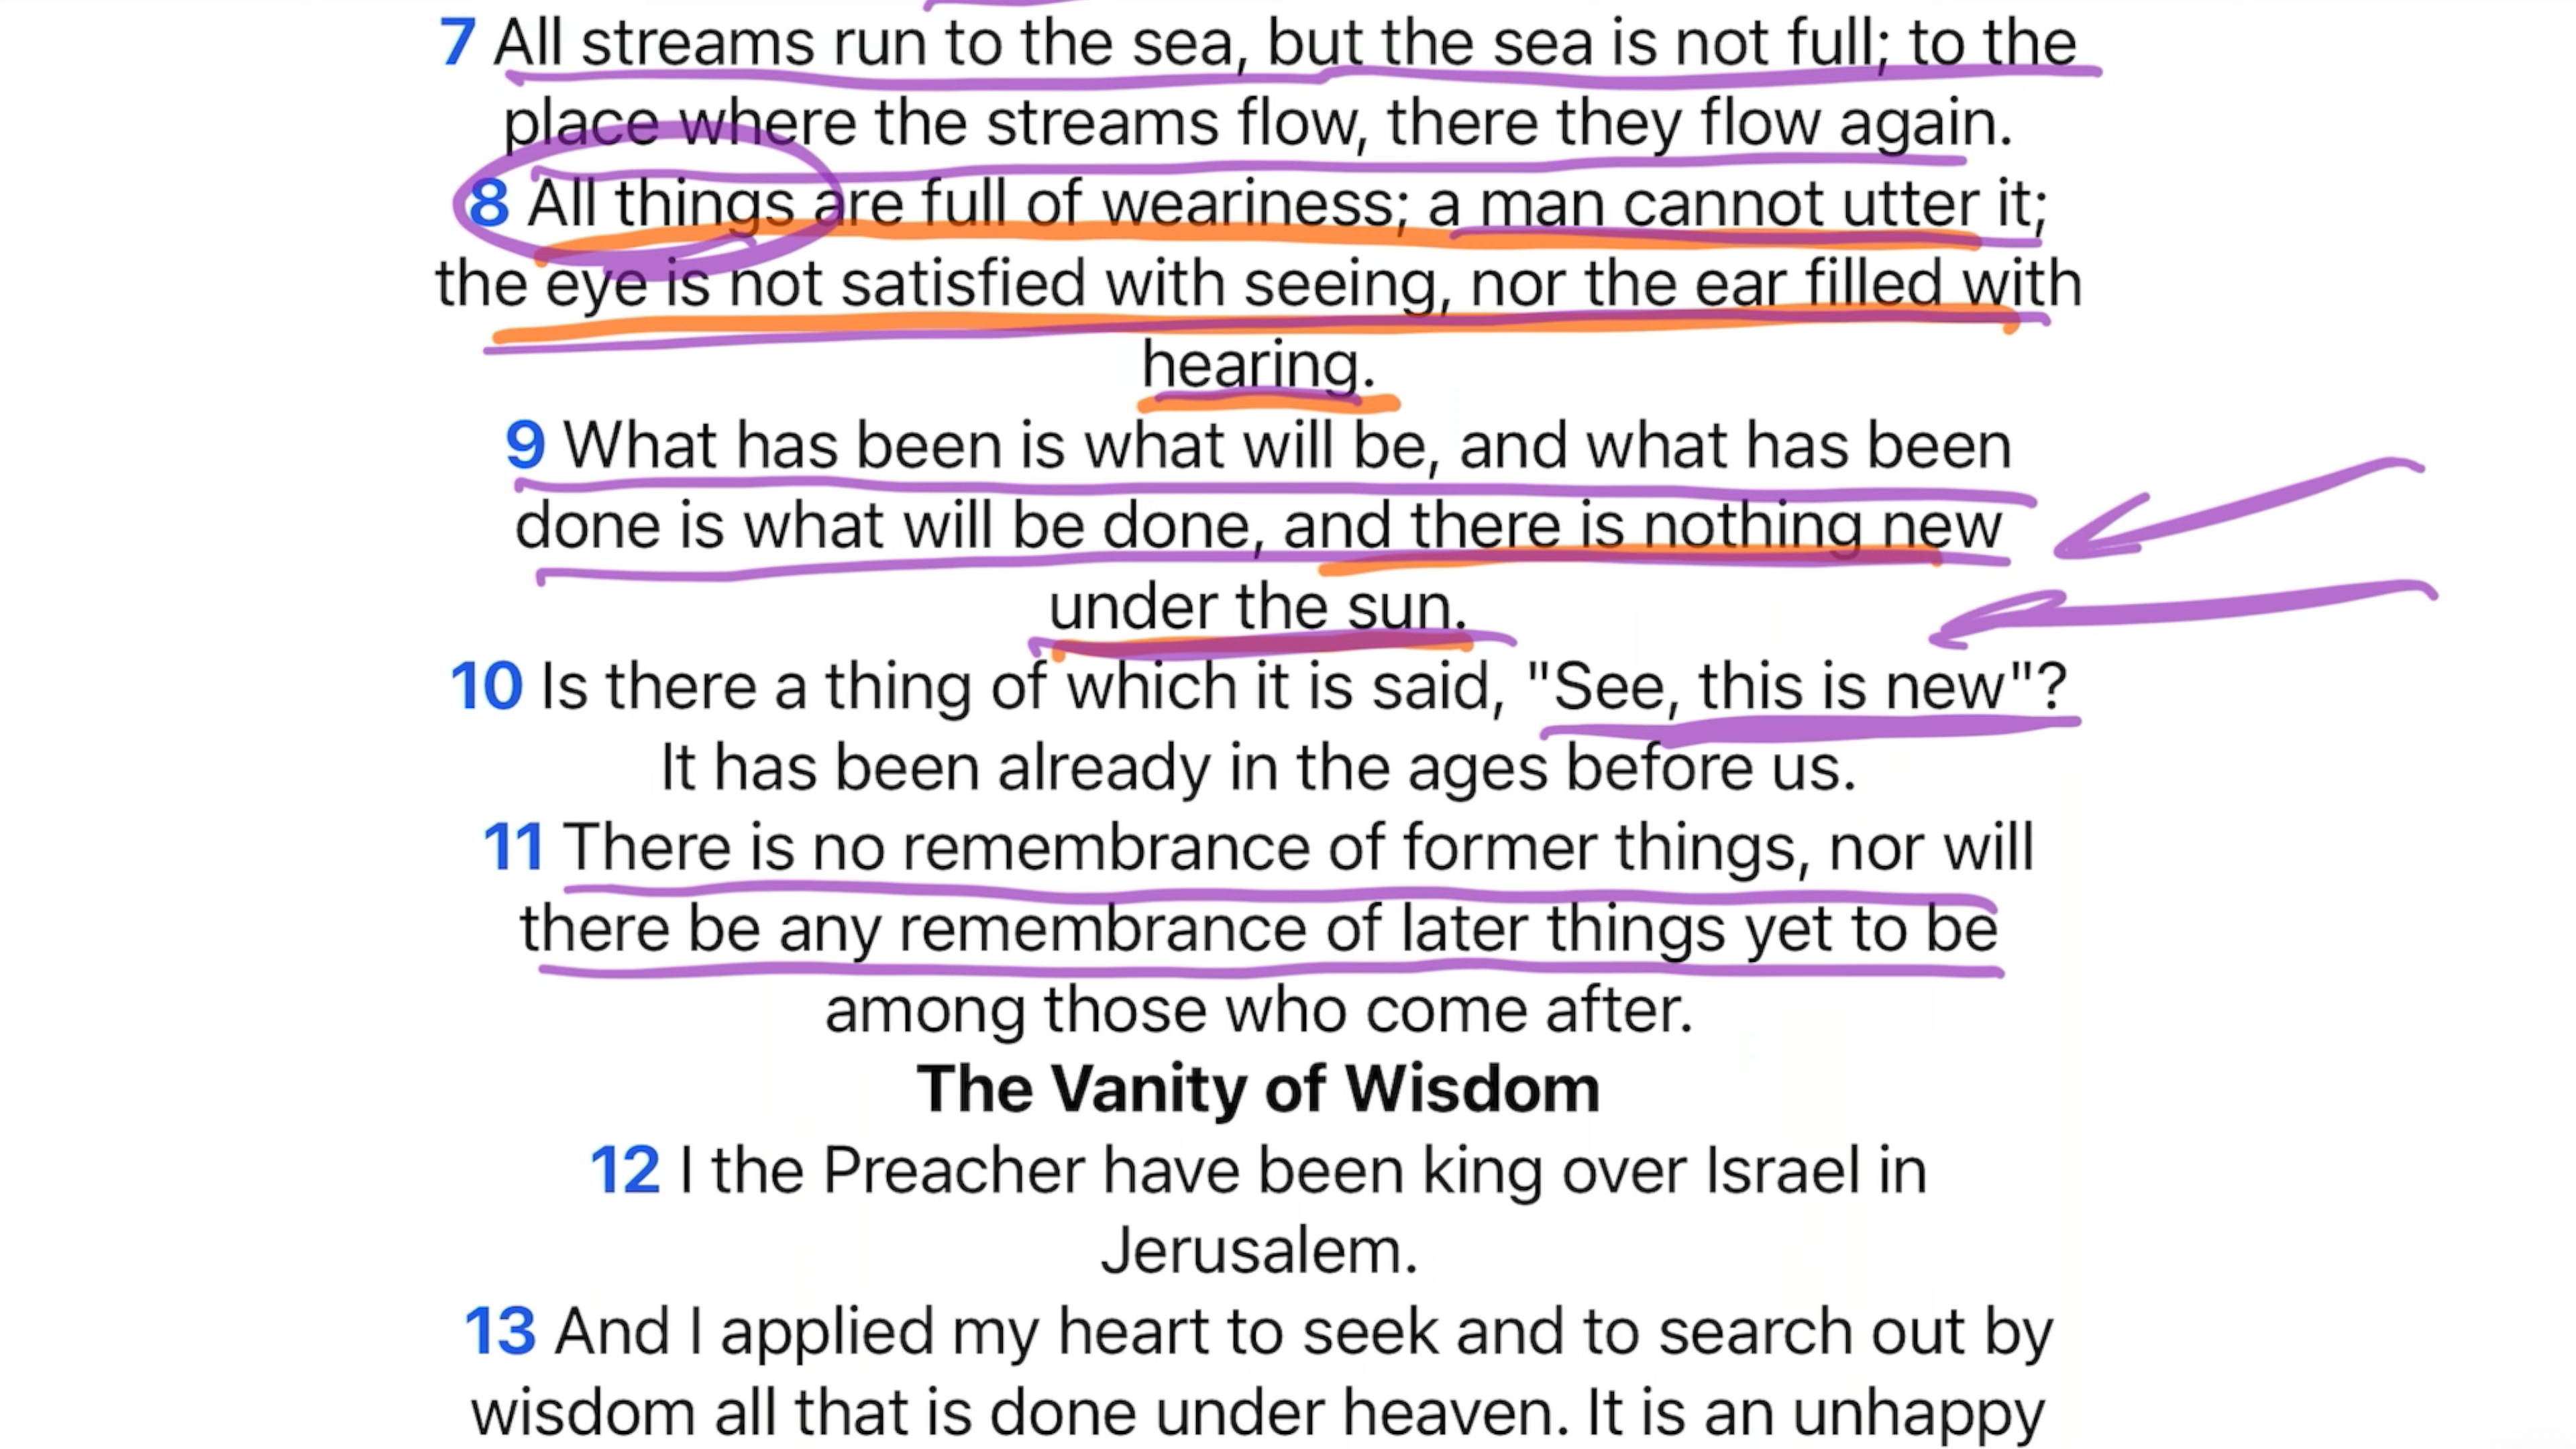 7 All streams run to the sea, but the sea is not full; to the
place where the streams flow, there they flow again.
8 All things are full of weariness; a man cannot utter it;
the eye is not satisfied with seeing, nor the ear filled with
hearing.
9 What has been is what will be, and what has been
done is what will be done, and there is nothing new
under the sun.
10 Is there a thing of which it is said, "See, this is new"?
It has been already in the ages before us.
11 There is no remembrance of former things, nor will
there be any remembrance of later things yet to be
among those who come after.
The Vanity of Wisdom
12 I the Preacher have been king over Israel in
Jerusalem.
13 And I applied my heart to seek and to search out by
wisdom all that is done under heaven. It is an unhappy